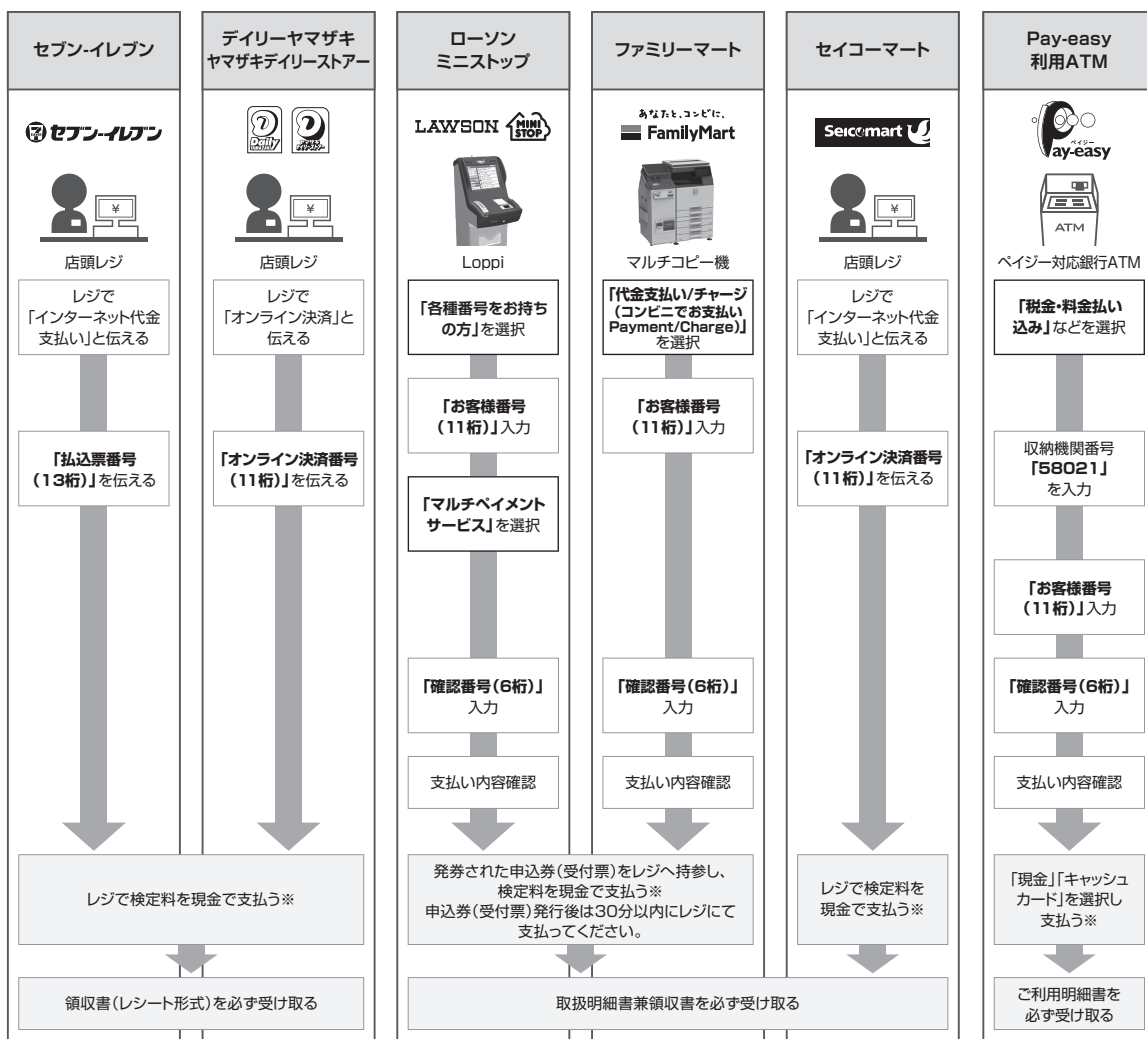 セブン-イレブン
デイリーヤマザキ
ヤマザキデイリーストアー
ローソン
ミニストップ
ファミリーマート
セイコーマート
Pay-easy
利用ATM
セブン-イレブン
Daily
LAWSON
MINI
STOP
あなたと、コンビに、
FamilyMart
Seicomart
ペイジー
Pay-easy
¥
¥
¥
ATM
店頭レジ
店頭レジ
Loppi
マルチコピー機
店頭レジ
ペイジー対応銀行ATM
レジで
「インターネット代金
支払い」と伝える
レジで
「オンライン決済」と
伝える
「各種番号をお持ち
の方」を選択
「代金支払い/チャージ
(コンビニでお支払い
Payment/Charge)」
を選択
レジで
「インターネット代金
支払い」と伝える
「税金・料金払い
込み」などを選択
「お客様番号
(11桁)」入力
「お客様番号
(11桁)」入力
「払込票番号
(13桁)」を伝える
「オンライン決済番号
(11桁)」を伝える
「マルチペイメント
サービス」を選択
「オンライン決済番号
(11桁)」を伝える
収納機関番号
「58021」
を入力
「お客様番号
(11桁)」入力
「確認番号(6桁)」
入力
「確認番号(6桁)」
入力
「確認番号(6桁)」
入力
支払い内容確認
支払い内容確認
支払い内容確認
レジで検定料を現金で支払う※
発券された申込券(受付票)をレジへ持参し、
検定料を現金で支払う※
申込券(受付票)発行後は30分以内にレジにて
支払ってください。
レジで検定料を
現金で支払う※
「現金」「キャッシュ
カード」を選択し
支払う※
領収書(レシート形式)を必ず受け取る
取扱明細書兼領収書を必ず受け取る
ご利用明細書を
必ず受け取る